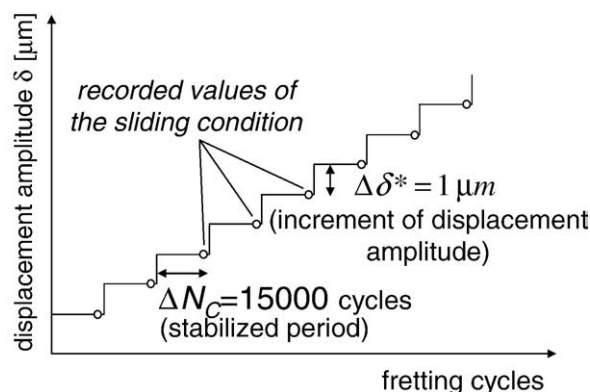 displacement amplitude δ [μm]
recorded values of
the sliding condition
Δδ* = 1 μm
(increment of displacement
amplitude)
ΔN_C=15000 cycles
(stabilized period)
fretting cycles